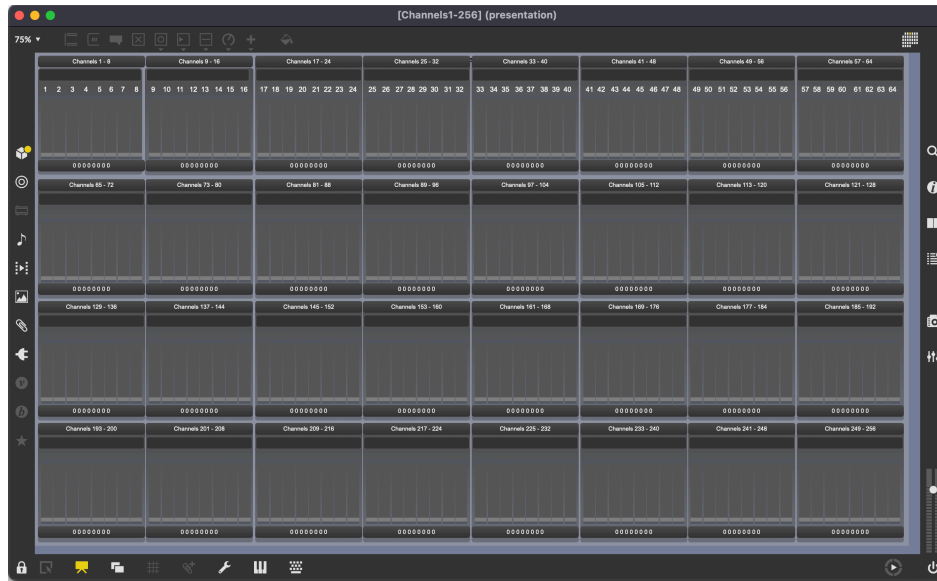 [Channels1-256] (presentation)
75%
Channels 1 - 8 Channels 9 - 16 Channels 17 - 24 Channels 25 - 32 Channels 33 - 40 Channels 41 - 48 Channels 49 - 56 Channels 57 - 64
1 2 3 4 5 6 7 8 9 10 11 12 13 14 15 16 17 18 19 20 21 22 23 24 25 26 27 28 29 30 31 32 33 34 35 36 37 38 39 40 41 42 43 44 45 46 47 48 49 50 51 52 53 54 55 56 57 58 59 60 61 62 63 64
00000000 00000000 00000000 00000000 00000000 00000000 00000000 00000000
Channels 65 - 72 Channels 73 - 80 Channels 81 - 88 Channels 89 - 96 Channels 97 - 104 Channels 105 - 112 Channels 113 - 120 Channels 121 - 128
00000000 00000000 00000000 00000000 00000000 00000000 00000000 00000000
Channels 129 - 136 Channels 137 - 144 Channels 145 - 152 Channels 153 - 160 Channels 161 - 168 Channels 169 - 176 Channels 177 - 184 Channels 185 - 192
00000000 00000000 00000000 00000000 00000000 00000000 00000000 00000000
Channels 193 - 200 Channels 201 - 208 Channels 209 - 216 Channels 217 - 224 Channels 225 - 232 Channels 233 - 240 Channels 241 - 248 Channels 249 - 256
00000000 00000000 00000000 00000000 00000000 00000000 00000000 00000000